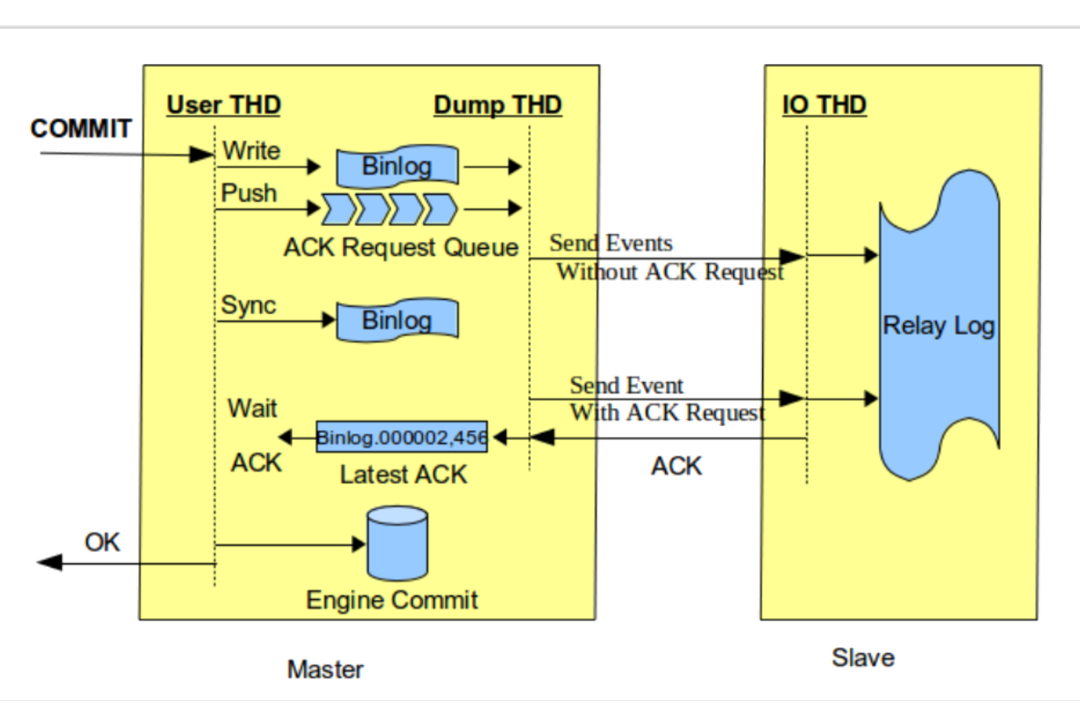 User THD
Dump THD
IO THD
COMMIT
Write
Binlog
Push
ACK Request Queue
Send Events
Without ACK Request
Sync
Binlog
Relay Log
Send Event
With ACK Request
Wait
ACK
Binlog.000002,456
Latest ACK
ACK
OK
Engine Commit
Master
Slave